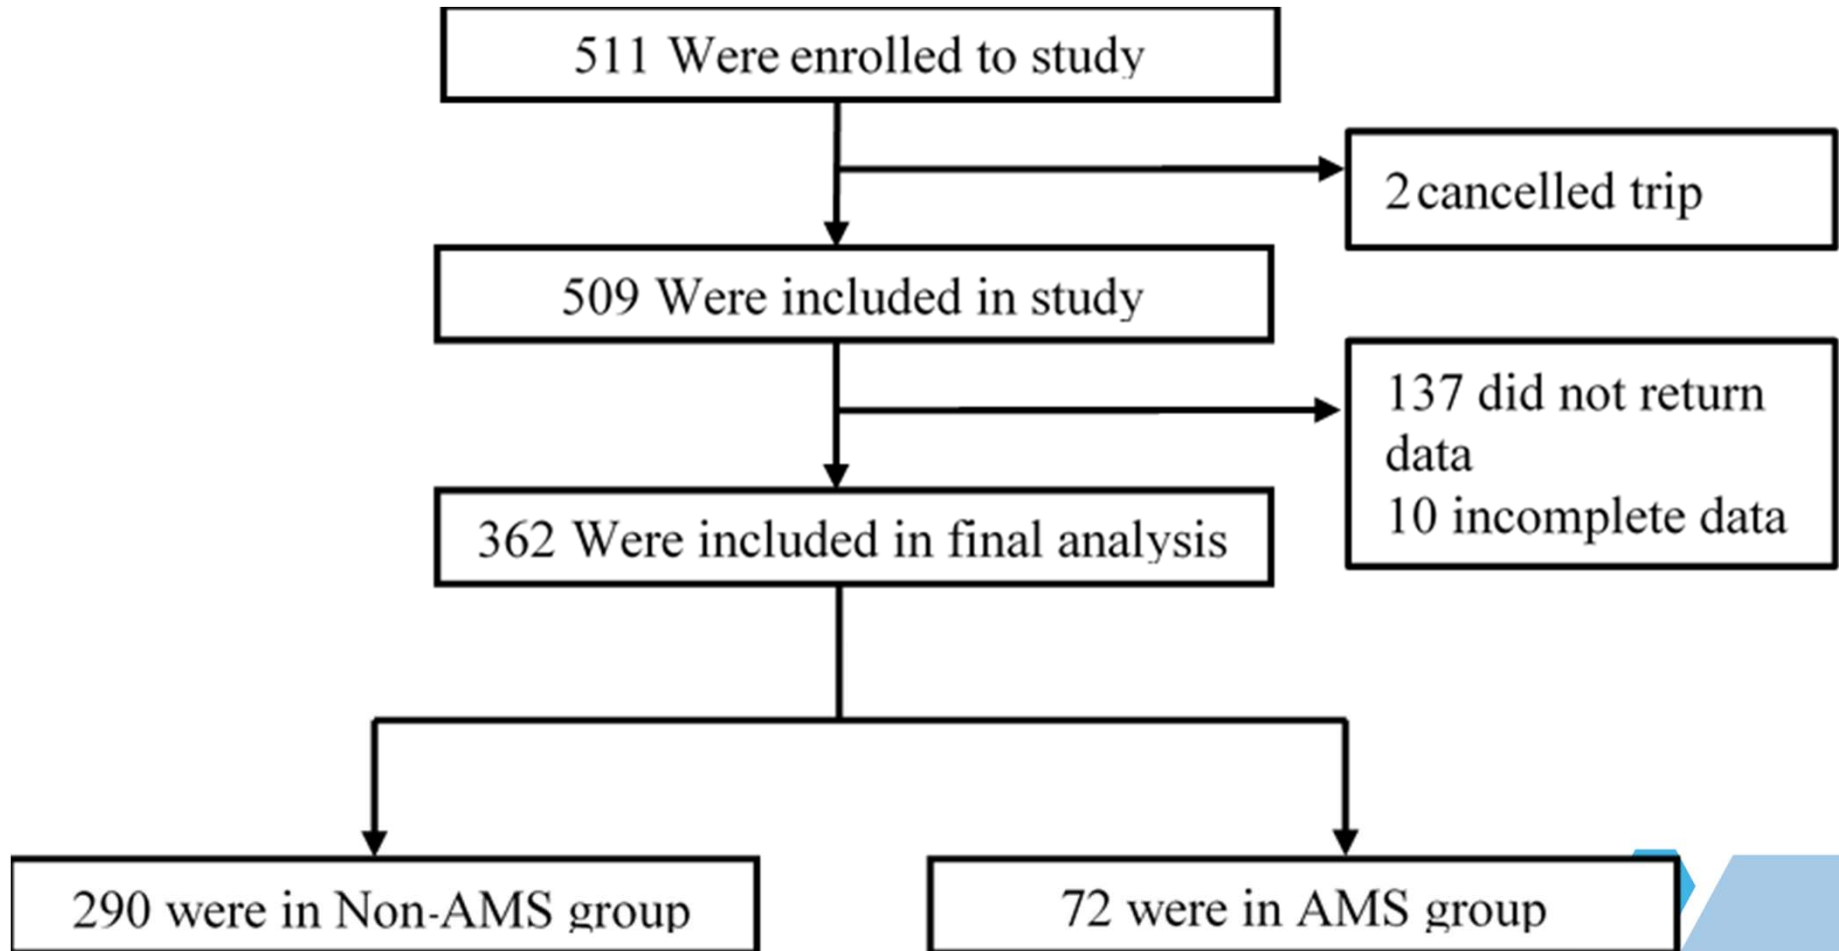 511 Were enrolled to study
2 cancelled trip
509 Were included in study
137 did not return
data
10 incomplete data
362 Were included in final analysis
290 were in Non-AMS group
72 were in AMS group